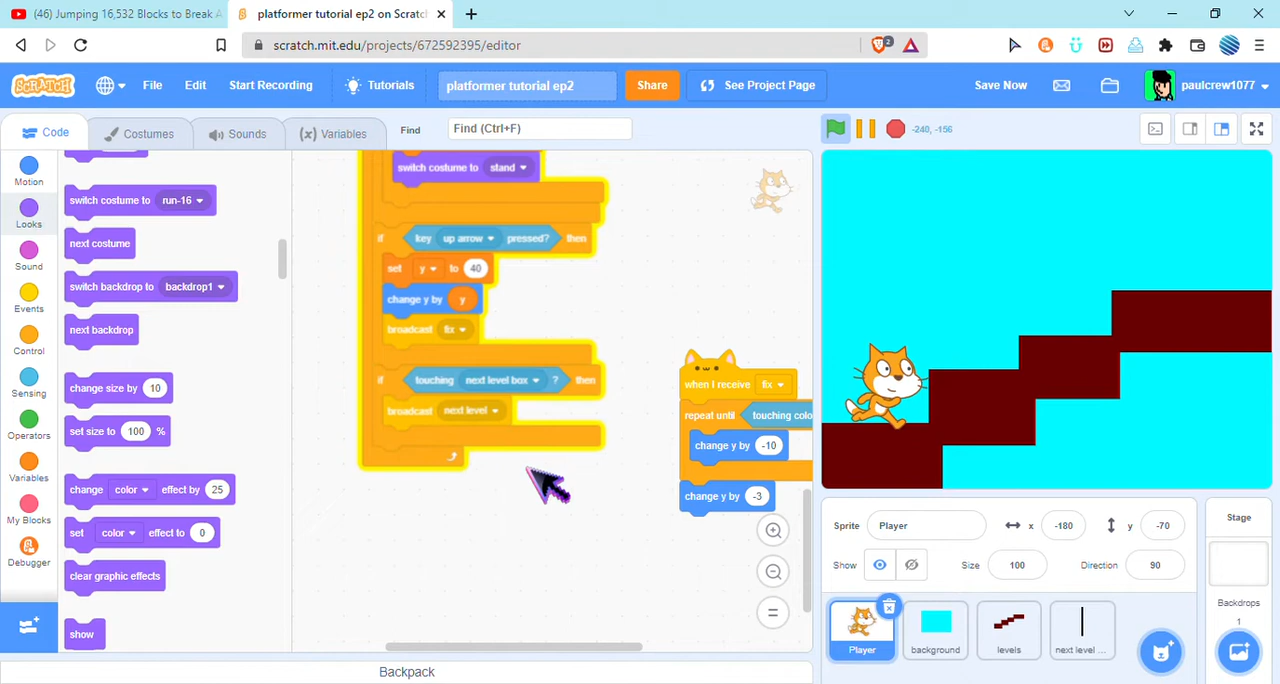 (46) Jumping 16,532 Blocks to Break A
platformer tutorial ep2 on Scratch
scratch.mit.edu/projects/672592395/editor
2
SCRATCH
File
Edit
Start Recording
Tutorials
platformer tutorial ep2
Share
See Project Page
Save Now
paulcrew1077
Code
Costumes
Sounds
(x) Variables
Find
Find (Ctrl+F)
-240, -156
Motion
Looks
Sound
Events
Control
Sensing
Operators
Variables
My Blocks
Debugger
switch costume to run-16
next costume
switch backdrop to backdrop1
next backdrop
change size by 10
set size to 100 %
change color effect by 25
set color effect to 0
clear graphic effects
show
switch costume to stand
if key up arrow pressed? then
set y to 40
change y by y
broadcast fix
if touching next level box ? then
broadcast next level
when I receive fix
repeat until touching colo
change y by -10
change y by -3
Sprite Player x -180 y -70
Show Size 100 Direction 90
Player
background
levels
next level ...
Stage
Backdrops
1
Backpack